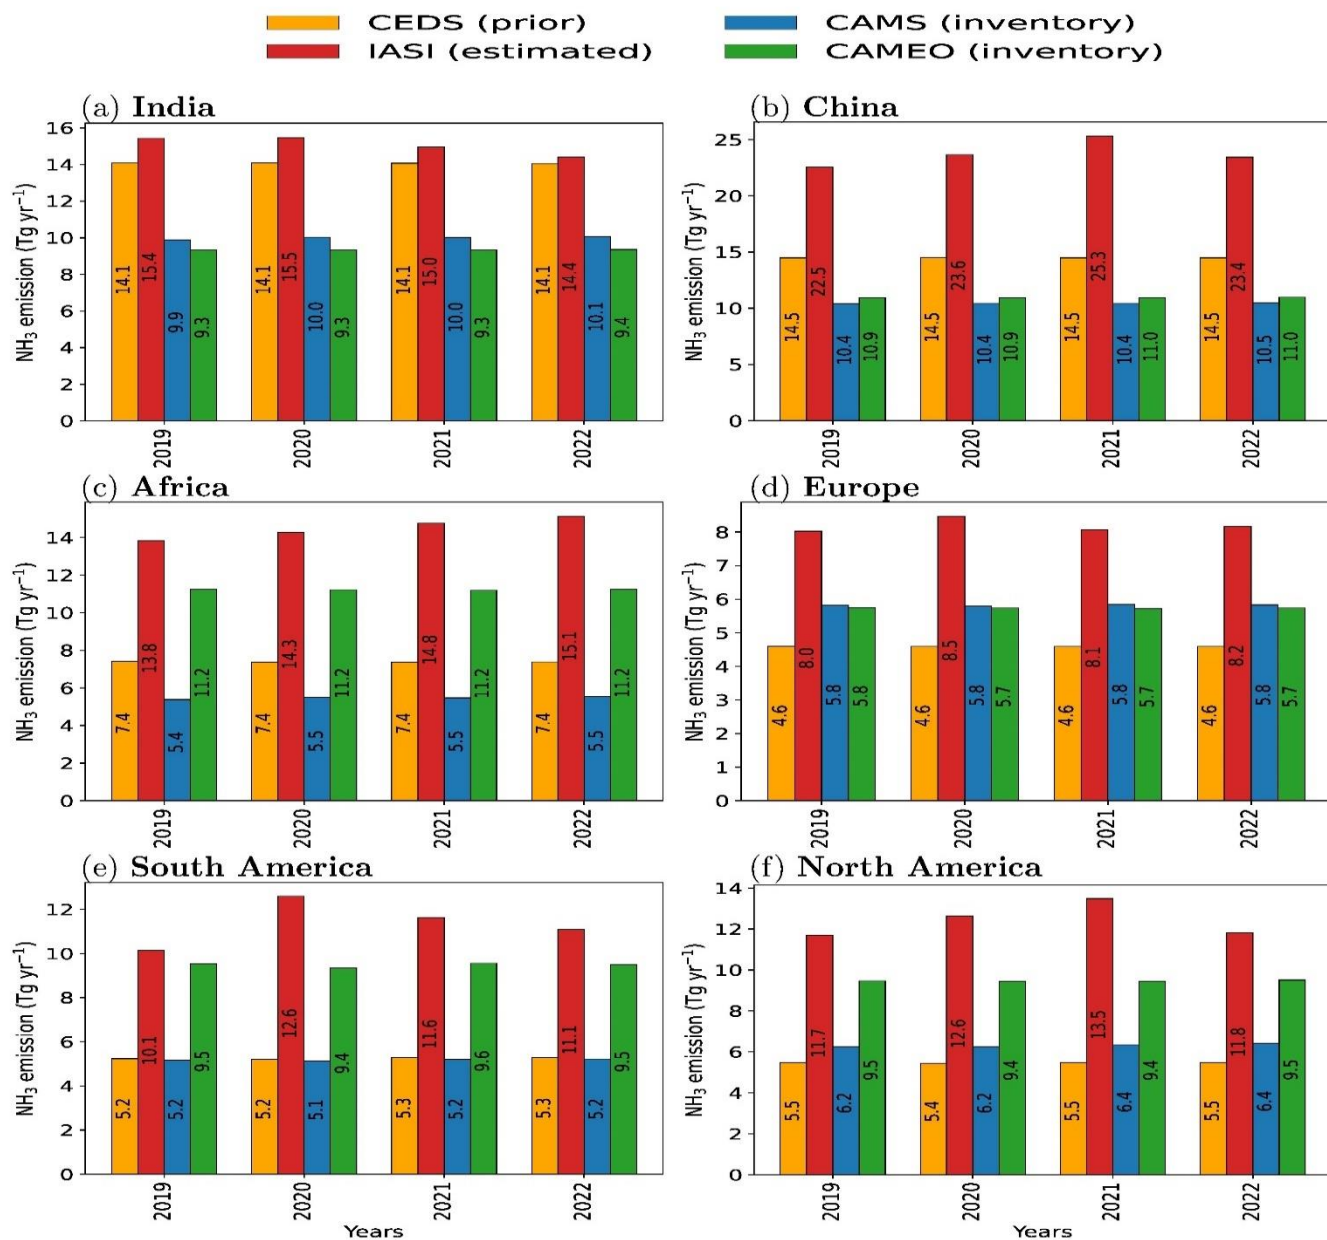 CEDS (prior) CAMS (inventory)
IASI (estimated) CAMEO (inventory)
(a) India
NH₃ emission (Tg yr⁻¹)
16
14
12
10
8
6
4
2
0
14.1 15.4 9.9 9.3
14.1 15.5 10.0 9.3
14.1 15.0 10.0 9.3
14.1 14.4 10.1 9.4
2019 2020 2021 2022
(b) China
NH₃ emission (Tg yr⁻¹)
25
20
15
10
5
0
14.5 22.5 10.4 10.9
14.5 23.6 10.4 10.9
14.5 25.3 10.4 11.0
14.5 23.4 10.5 11.0
2019 2020 2021 2022
(c) Africa
NH₃ emission (Tg yr⁻¹)
14
12
10
8
6
4
2
0
7.4 13.8 5.4 11.2
7.4 14.3 5.5 11.2
7.4 14.8 5.5 11.2
7.4 15.1 5.5 11.2
2019 2020 2021 2022
(d) Europe
NH₃ emission (Tg yr⁻¹)
8
7
6
5
4
3
2
1
0
4.6 8.0 5.8 5.8
4.6 8.5 5.8 5.7
4.6 8.1 5.8 5.7
4.6 8.2 5.8 5.7
2019 2020 2021 2022
(e) South America
NH₃ emission (Tg yr⁻¹)
12
10
8
6
4
2
0
5.2 10.1 5.2 9.5
5.2 12.6 5.1 9.4
5.3 11.6 5.2 9.6
5.3 11.1 5.2 9.5
2019 2020 2021 2022
Years
(f) North America
NH₃ emission (Tg yr⁻¹)
14
12
10
8
6
4
2
0
5.5 11.7 6.2 9.5
5.4 12.6 6.2 9.4
5.5 13.5 6.4 9.4
5.5 11.8 6.4 9.5
2019 2020 2021 2022
Years